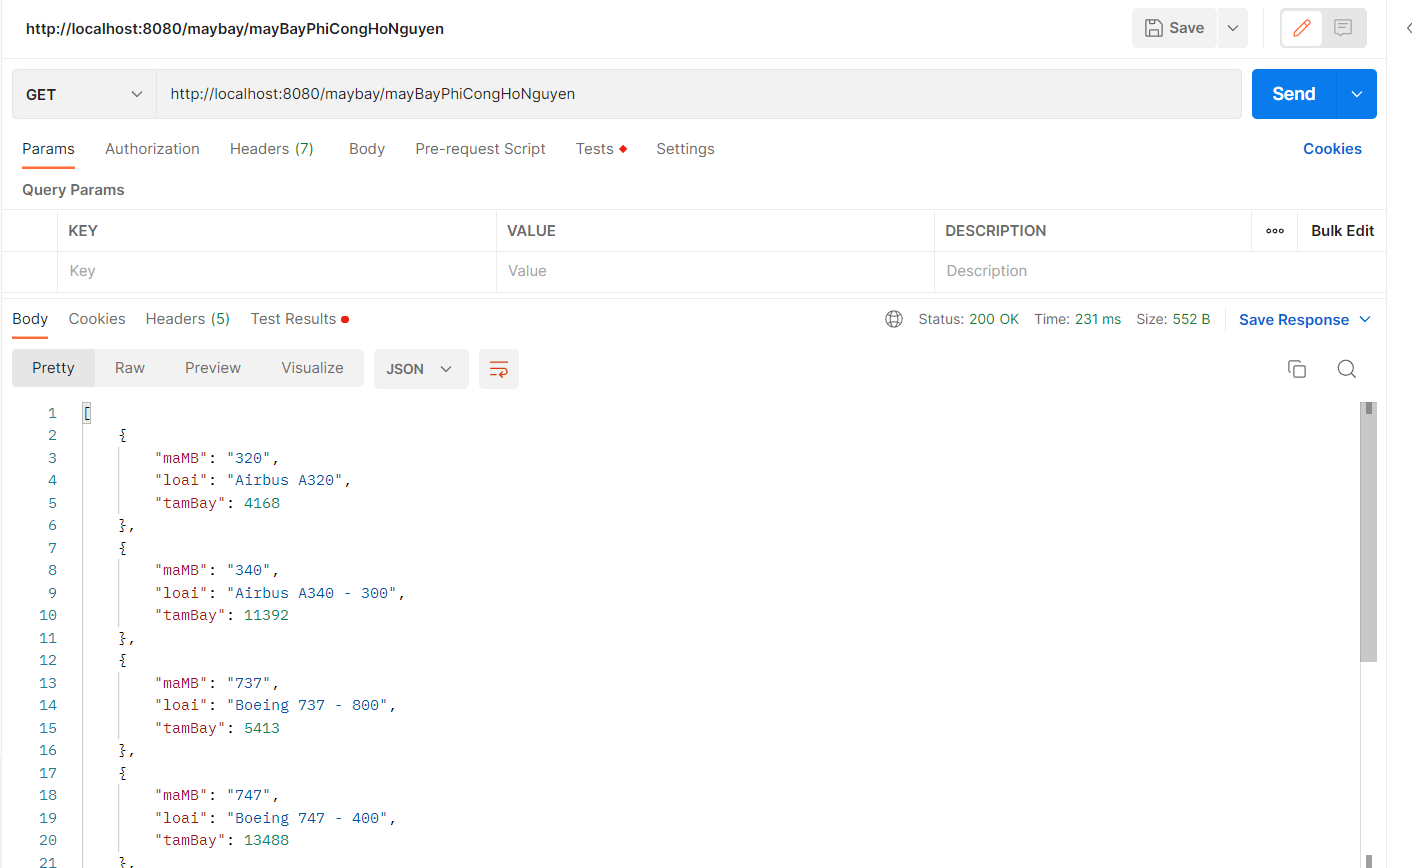 http://localhost:8080/maybay/mayBayPhiCongHoNguyen Save
GET http://localhost:8080/maybay/mayBayPhiCongHoNguyen Send
Params Authorization Headers (7) Body Pre-request Script Tests Settings Cookies
Query Params
KEY VALUE DESCRIPTION ooo Bulk Edit
Key Value Description
Body Cookies Headers (5) Test Results Status: 200 OK Time: 231 ms Size: 552 B Save Response
Pretty Raw Preview Visualize JSON
1 [
2 {
3 "maMB": "320",
4 "loai": "Airbus A320",
5 "tamBay": 4168
6 },
7 {
8 "maMB": "340",
9 "loai": "Airbus A340 - 300",
10 "tamBay": 11392
11 },
12 {
13 "maMB": "737",
14 "loai": "Boeing 737 - 800",
15 "tamBay": 5413
16 },
17 {
18 "maMB": "747",
19 "loai": "Boeing 747 - 400",
20 "tamBay": 13488
21 },